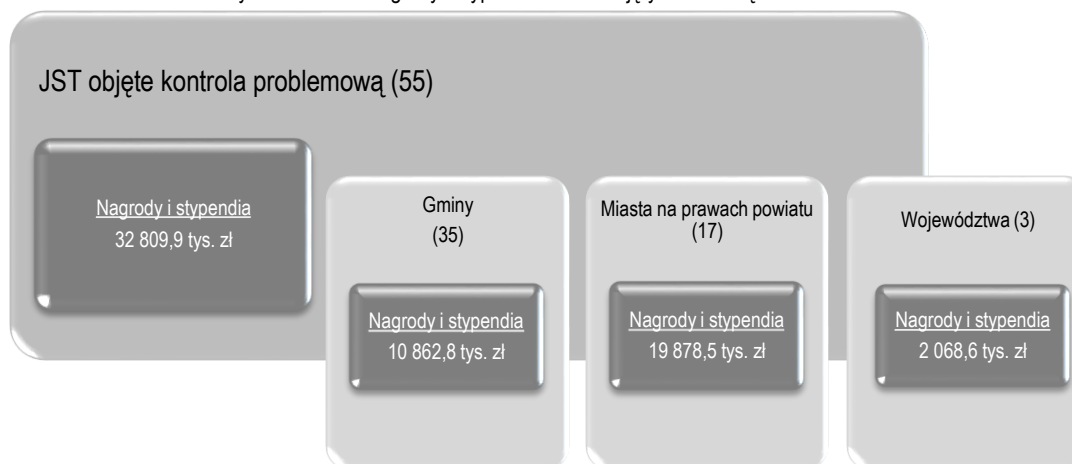 JST objęte kontrola problemową (55)
Nagrody i stypendia
32 809,9 tys. zł
Gminy
(35)
Nagrody i stypendia
10 862,8 tys. zł
Miasta na prawach powiatu
(17)
Nagrody i stypendia
19 878,5 tys. zł
Województwa (3)
Nagrody i stypendia
2 068,6 tys. zł